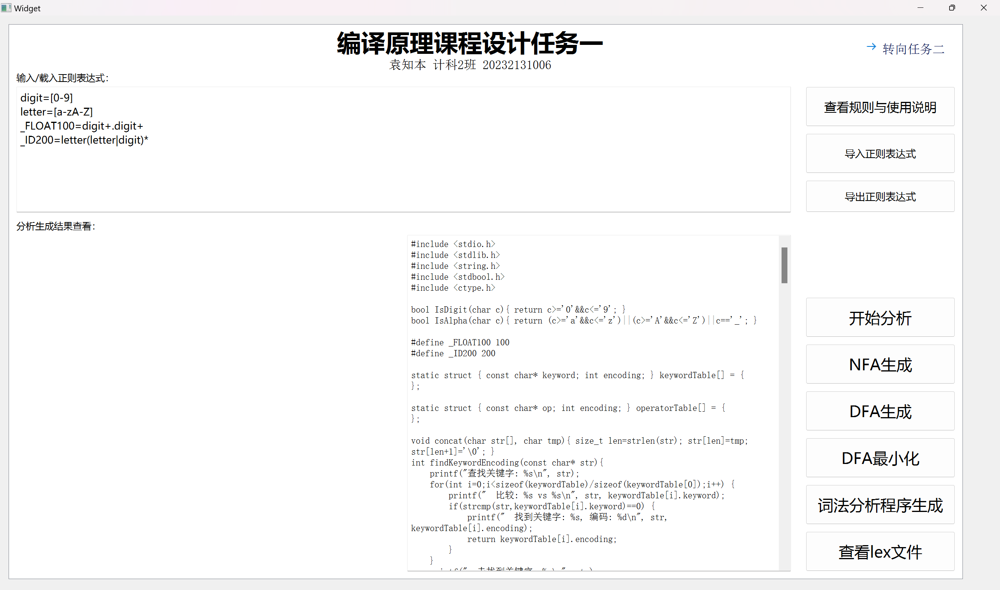 Widget
编译原理课程设计任务一
→ 转向任务二
袁知本 计科2班 20232131006
输入/载入正则表达式：
digit=[0-9]
letter=[a-zA-Z]
_FLOAT100=digit+.digit+
_ID200=letter(letter|digit)*
查看规则与使用说明
导入正则表达式
导出正则表达式
分析生成结果查看：
#include <stdio.h>
#include <stdlib.h>
#include <string.h>
#include <stdbool.h>
#include <ctype.h>
bool IsDigit(char c){ return c>='0'&&c<='9'; }
bool IsAlpha(char c){ return (c>='a'&&c<='z')||(c>='A'&&c<='Z')||c=='_'; }
#define _FLOAT100 100
#define _ID200 200
static struct { const char* keyword; int encoding; } keywordTable[] = {
};
static struct { const char* op; int encoding; } operatorTable[] = {
};
void concat(char str[], char tmp){ size_t len=strlen(str); str[len]=tmp;
str[len+1]='\0'; }
int findKeywordEncoding(const char* str){
    printf("查找关键字: %s\n", str);
    for(int i=0;i<sizeof(keywordTable)/sizeof(keywordTable[0]);i++) {
        printf("  比较: %s vs %s\n", str, keywordTable[i].keyword);
        if(strcmp(str,keywordTable[i].keyword)==0) {
            printf("  找到关键字: %s, 编码: %d\n", str,
keywordTable[i].encoding);
            return keywordTable[i].encoding;
        }
    }
开始分析
NFA生成
DFA生成
DFA最小化
词法分析程序生成
查看lex文件